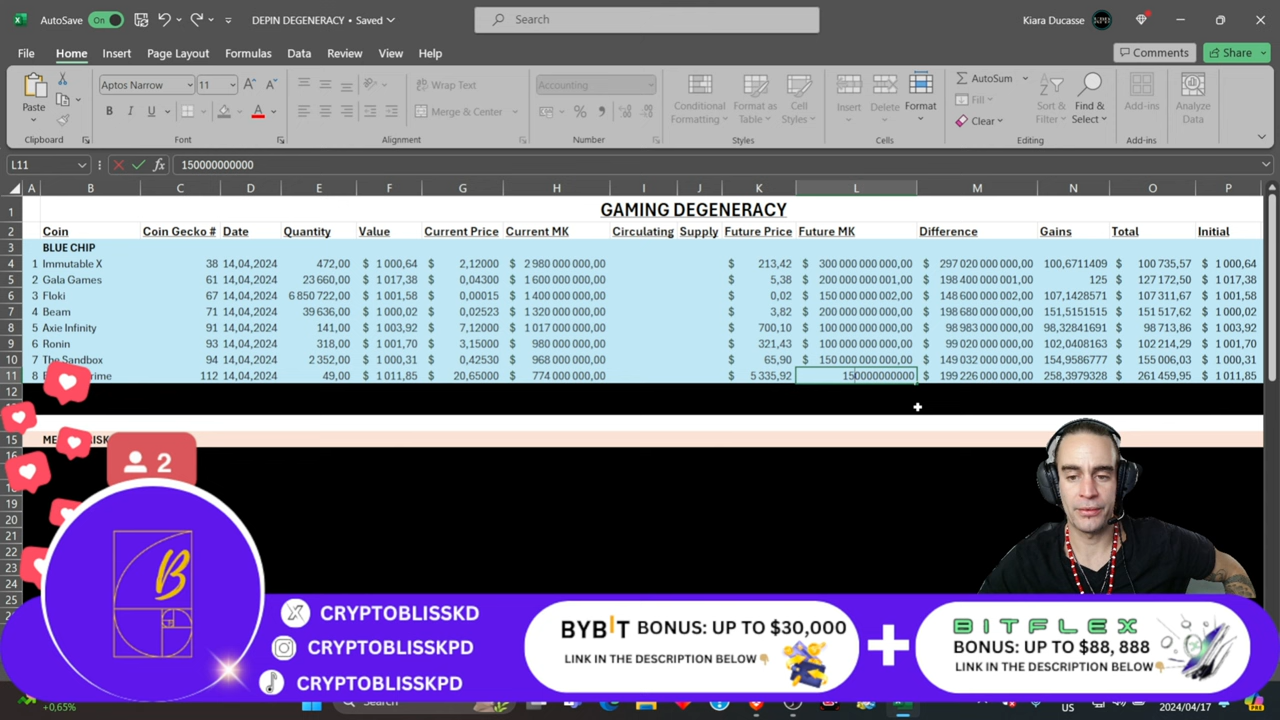 AutoSave On DEPIN DEGENERACY • Saved Search Kiara Ducasse
File Home Insert Page Layout Formulas Data Review View Help Comments Share
Paste Aptos Narrow 11 B I U Wrap Text Merge & Center Accounting Conditional Formatting Format as Table Cell Styles Insert Delete Format AutoSum Fill Clear Sort & Filter Find & Select Add-ins Analyze Data
Clipboard Font Alignment Number Styles Cells Editing Add-ins
L11 fx 150000000000
A B C D E F G H I J K L M N O P
1 GAMING DEGENERACY
2 Coin Coin Gecko # Date Quantity Value Current Price Current MK Circulating Supply Future Price Future MK Difference Gains Total Initial
3 BLUE CHIP
4 1 Immutable X 38 14,04,2024 472,00 $ 1 000,64 $ 2,12000 $ 2 980 000 000,00 $ 213,42 $ 300 000 000 000,00 $ 297 020 000 000,00 100,6711409 $ 100 735,57 $ 1 000,64
5 2 Gala Games 61 14,04,2024 23 660,00 $ 1 017,38 $ 0,04300 $ 1 600 000 000,00 $ 5,38 $ 200 000 000 001,00 $ 198 400 000 001,00 125 $ 127 172,50 $ 1 017,38
6 3 Floki 67 14,04,2024 6 850 722,00 $ 1 001,58 $ 0,00015 $ 1 400 000 000,00 $ 0,02 $ 150 000 000 002,00 $ 148 600 000 002,00 107,1428571 $ 107 311,67 $ 1 001,58
7 4 Beam 71 14,04,2024 39 636,00 $ 1 000,02 $ 0,02523 $ 1 320 000 000,00 $ 3,82 $ 200 000 000 000,00 $ 198 680 000 000,00 151,5151515 $ 151 517,62 $ 1 000,02
8 5 Axie Infinity 91 14,04,2024 141,00 $ 1 003,92 $ 7,12000 $ 1 017 000 000,00 $ 700,10 $ 100 000 000 000,00 $ 98 983 000 000,00 98,32841691 $ 98 713,86 $ 1 003,92
9 6 Ronin 93 14,04,2024 318,00 $ 1 001,70 $ 3,15000 $ 980 000 000,00 $ 321,43 $ 100 000 000 000,00 $ 99 020 000 000,00 102,0408163 $ 102 214,29 $ 1 001,70
10 7 The Sandbox 94 14,04,2024 2 352,00 $ 1 000,31 $ 0,42530 $ 968 000 000,00 $ 65,90 $ 150 000 000 000,00 $ 149 032 000 000,00 154,9586777 $ 155 006,03 $ 1 000,31
11 8 112 14,04,2024 49,00 $ 1 011,85 $ 20,65000 $ 774 000 000,00 $ 5 335,92 150000000000 $ 199 226 000 000,00 258,3979328 $ 261 459,95 $ 1 011,85
12
15
16
2
19
20
21
22
23
24
25
B
CRYPTOBLISSKD
CRYPTOBLISSKPD
CRYPTOBLISSKPD
BYBIT BONUS: UP TO $30,000
LINK IN THE DESCRIPTION BELOW
BITFLEX
BONUS: UP TO $88, 888
LINK IN THE DESCRIPTION BELOW
+0,65% Search US 2024/04/17